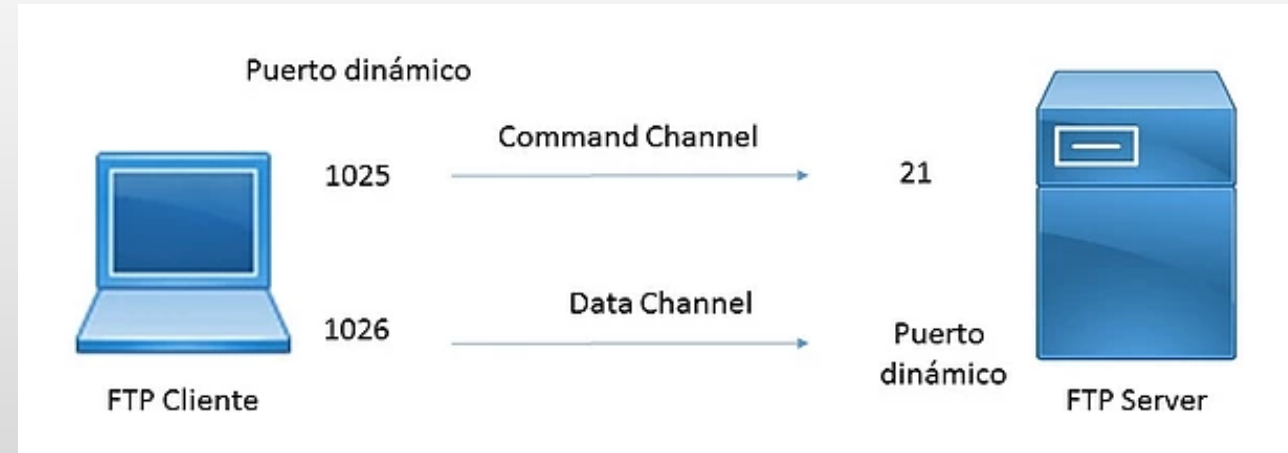 Puerto dinámico
Command Channel
1025
21
Data Channel
1026
Puerto
dinámico
FTP Cliente
FTP Server